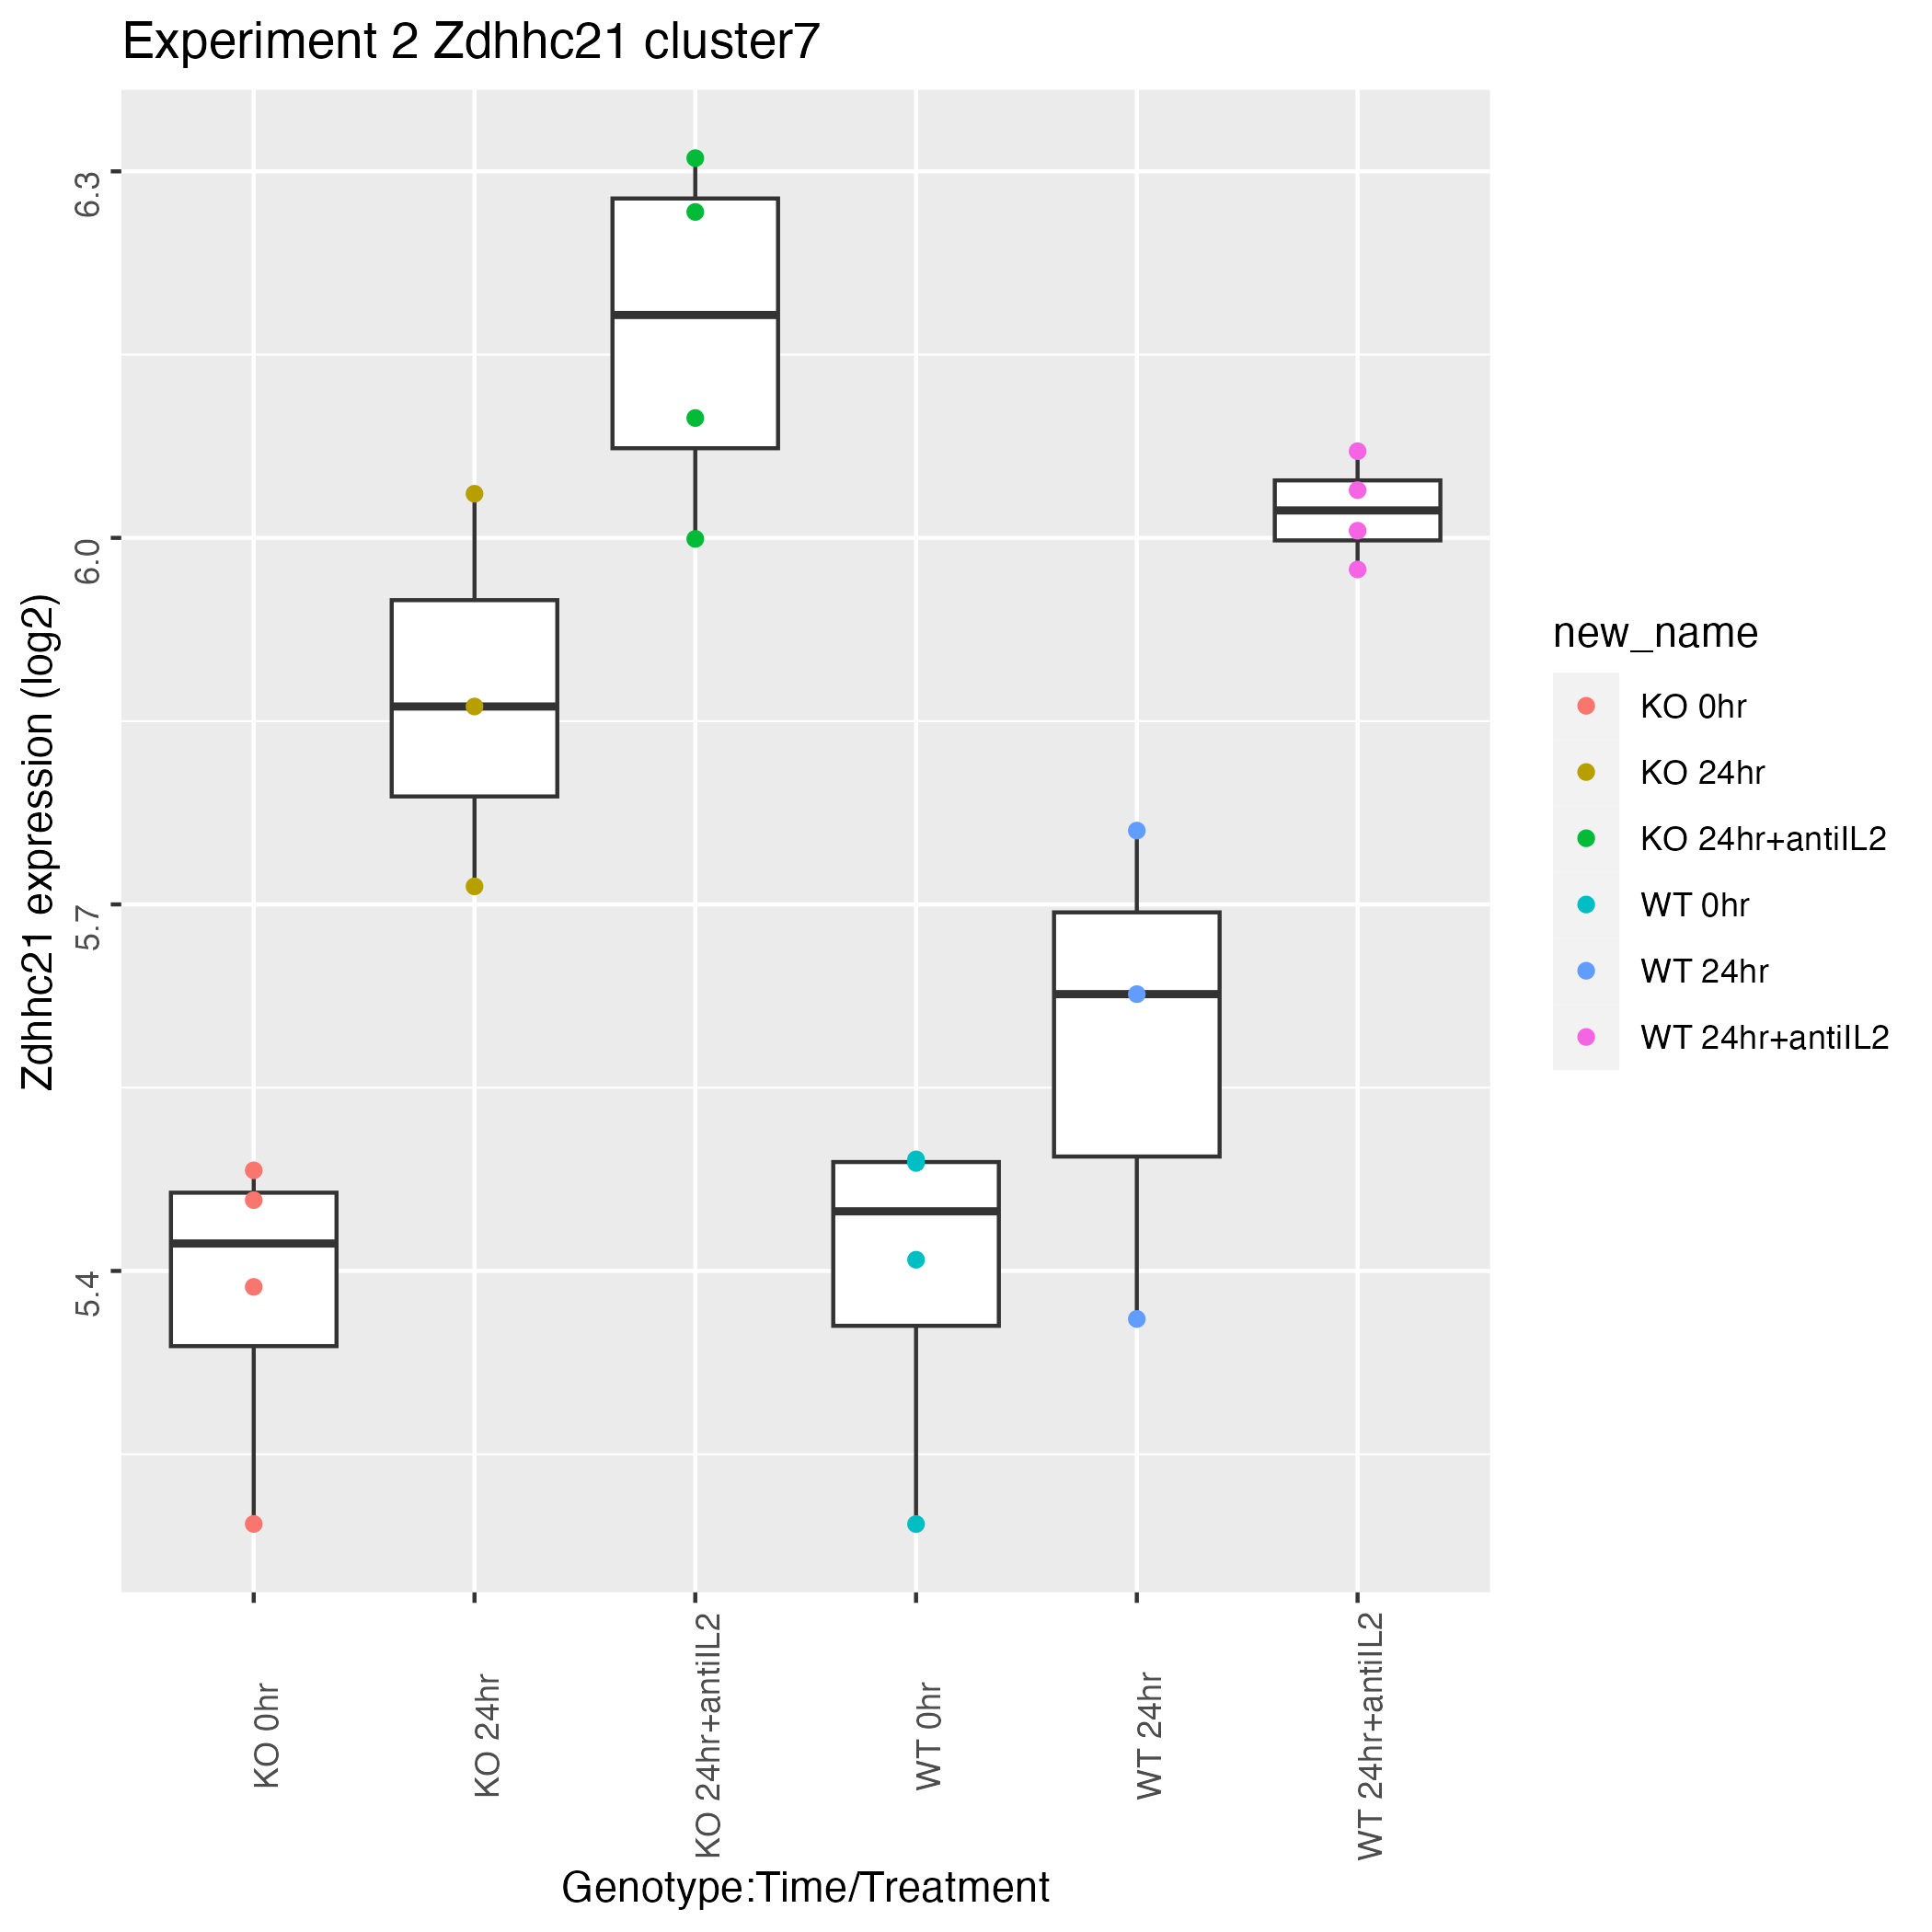 Experiment 2 Zdhhc21 cluster7
Zdhhc21 expression (log2)
6.3
6.0
5.7
5.4
KO 0hr
KO 24hr
KO 24hr+antiIL2
WT 0hr
WT 24hr
WT 24hr+antiIL2
Genotype:Time/Treatment
new_name
KO 0hr
KO 24hr
KO 24hr+antiIL2
WT 0hr
WT 24hr
WT 24hr+antiIL2